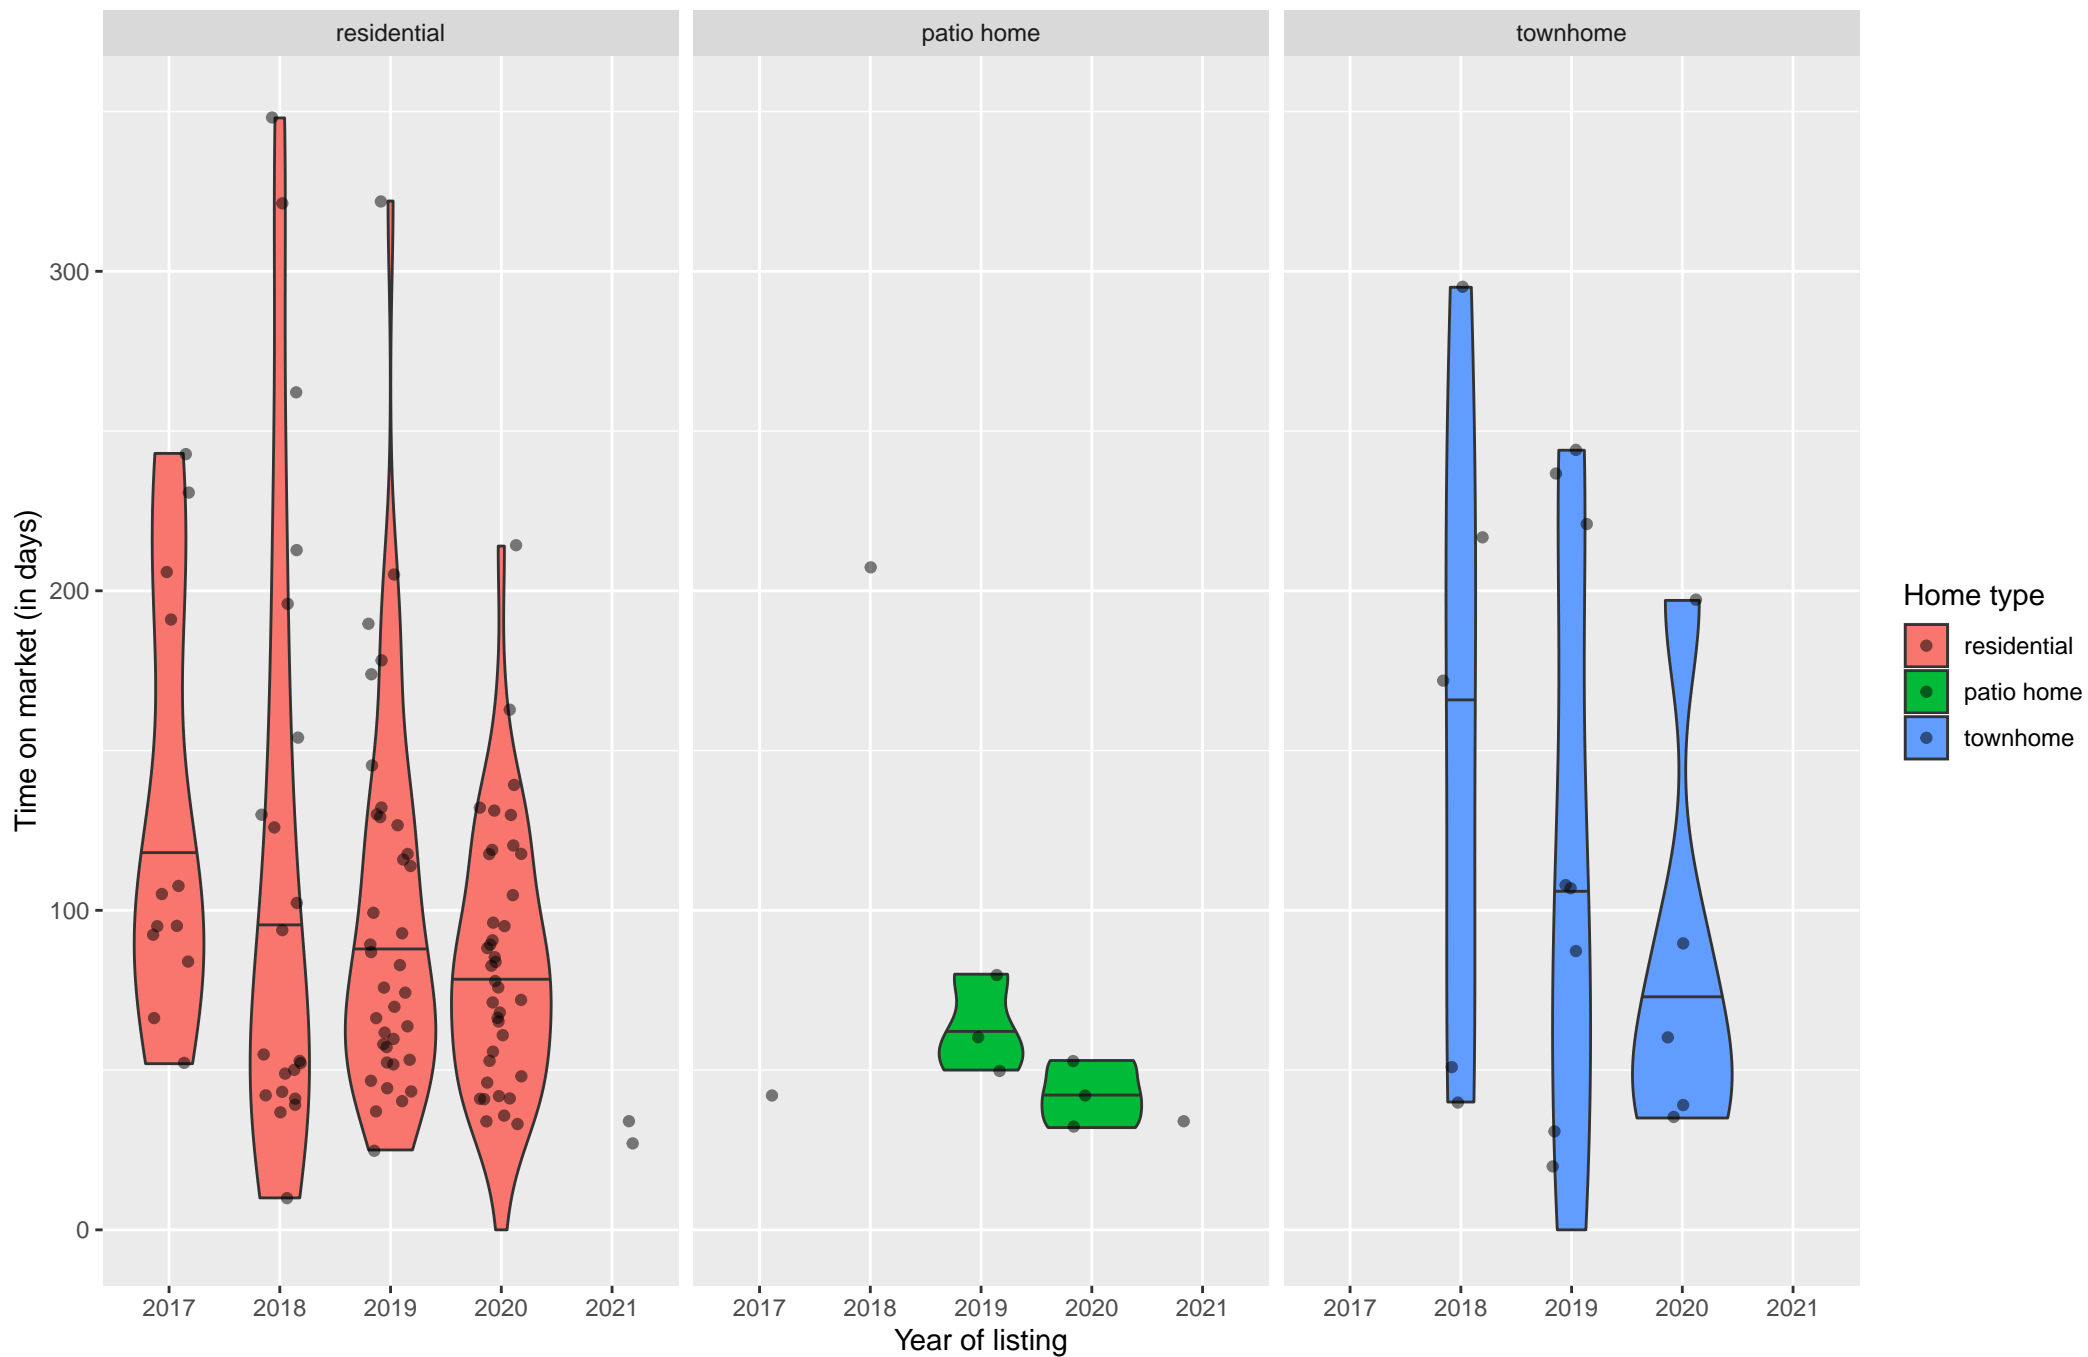 residential
patio home
townhome
Time on market (in days)
300
200
100
0
2017 2018 2019 2020 2021
2017 2018 2019 2020 2021
2017 2018 2019 2020 2021
Year of listing
Home type
residential
patio home
townhome